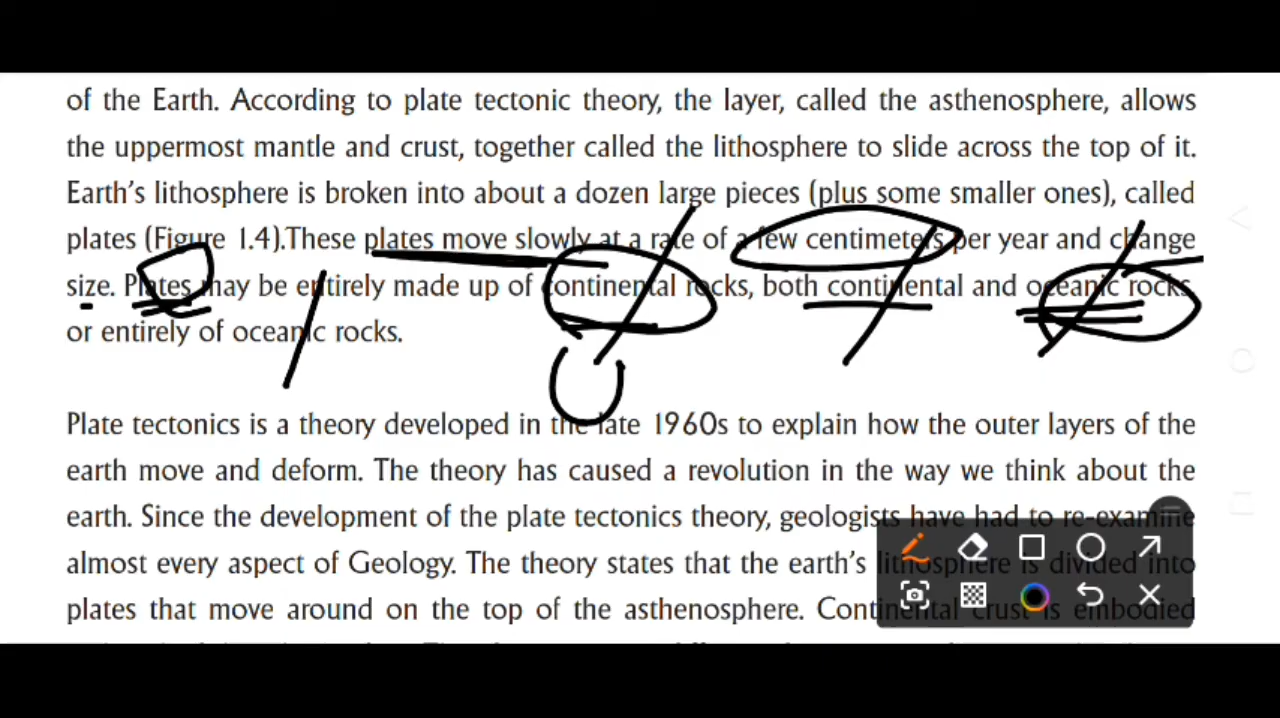 of the Earth. According to plate tectonic theory, the layer, called the asthenosphere, allows
the uppermost mantle and crust, together called the lithosphere to slide across the top of it.
Earth's lithosphere is broken into about a dozen large pieces (plus some smaller ones), called
plates (Figure 1.4).These plates move slowly at a rate of a few centimeters per year and change
size. Plates may be entirely made up of continental rocks, both continental and oceanic rocks,
or entirely of oceanic rocks.
Plate tectonics is a theory developed in the late 1960s to explain how the outer layers of the
earth move and deform. The theory has caused a revolution in the way we think about the
earth. Since the development of the plate tectonics theory, geologists have had to re-examine
almost every aspect of Geology. The theory states that the earth's lithosphere is divided into
plates that move around on the top of the asthenosphere. Continental crust is embodied